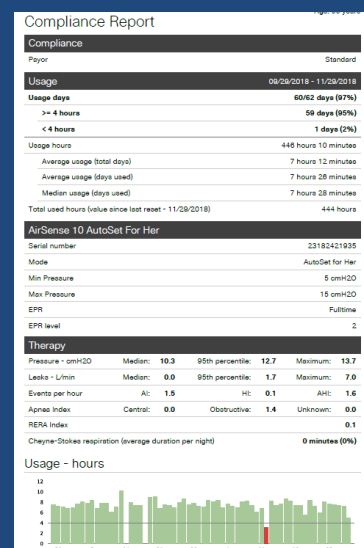 Compliance Report
Compliance
Payor Standard
Usage 09/29/2018 - 11/29/2018
Usage days 60/62 days (97%)
>= 4 hours 59 days (95%)
< 4 hours 1 days (2%)
Usage hours 446 hours 10 minutes
Average usage (total days) 7 hours 12 minutes
Average usage (days used) 7 hours 26 minutes
Median usage (days used) 7 hours 28 minutes
Total used hours (value since last reset - 11/29/2018) 444 hours
AirSense 10 AutoSet For Her
Serial number 23182421935
Mode AutoSet for Her
Min Pressure 5 cmH2O
Max Pressure 15 cmH2O
EPR Fulltime
EPR level 2
Therapy
Pressure - cmH2O Median: 10.3 95th percentile: 12.7 Maximum: 13.7
Leaks - L/min Median: 0.0 95th percentile: 1.7 Maximum: 7.0
Events per hour AI: 1.5 HI: 0.1 AHI: 1.6
Apnea Index Central: 0.0 Obstructive: 1.4 Unknown: 0.0
RERA Index 0.1
Cheyne-Stokes respiration (average duration per night) 0 minutes (0%)
Usage - hours
12
10
8
6
4
2